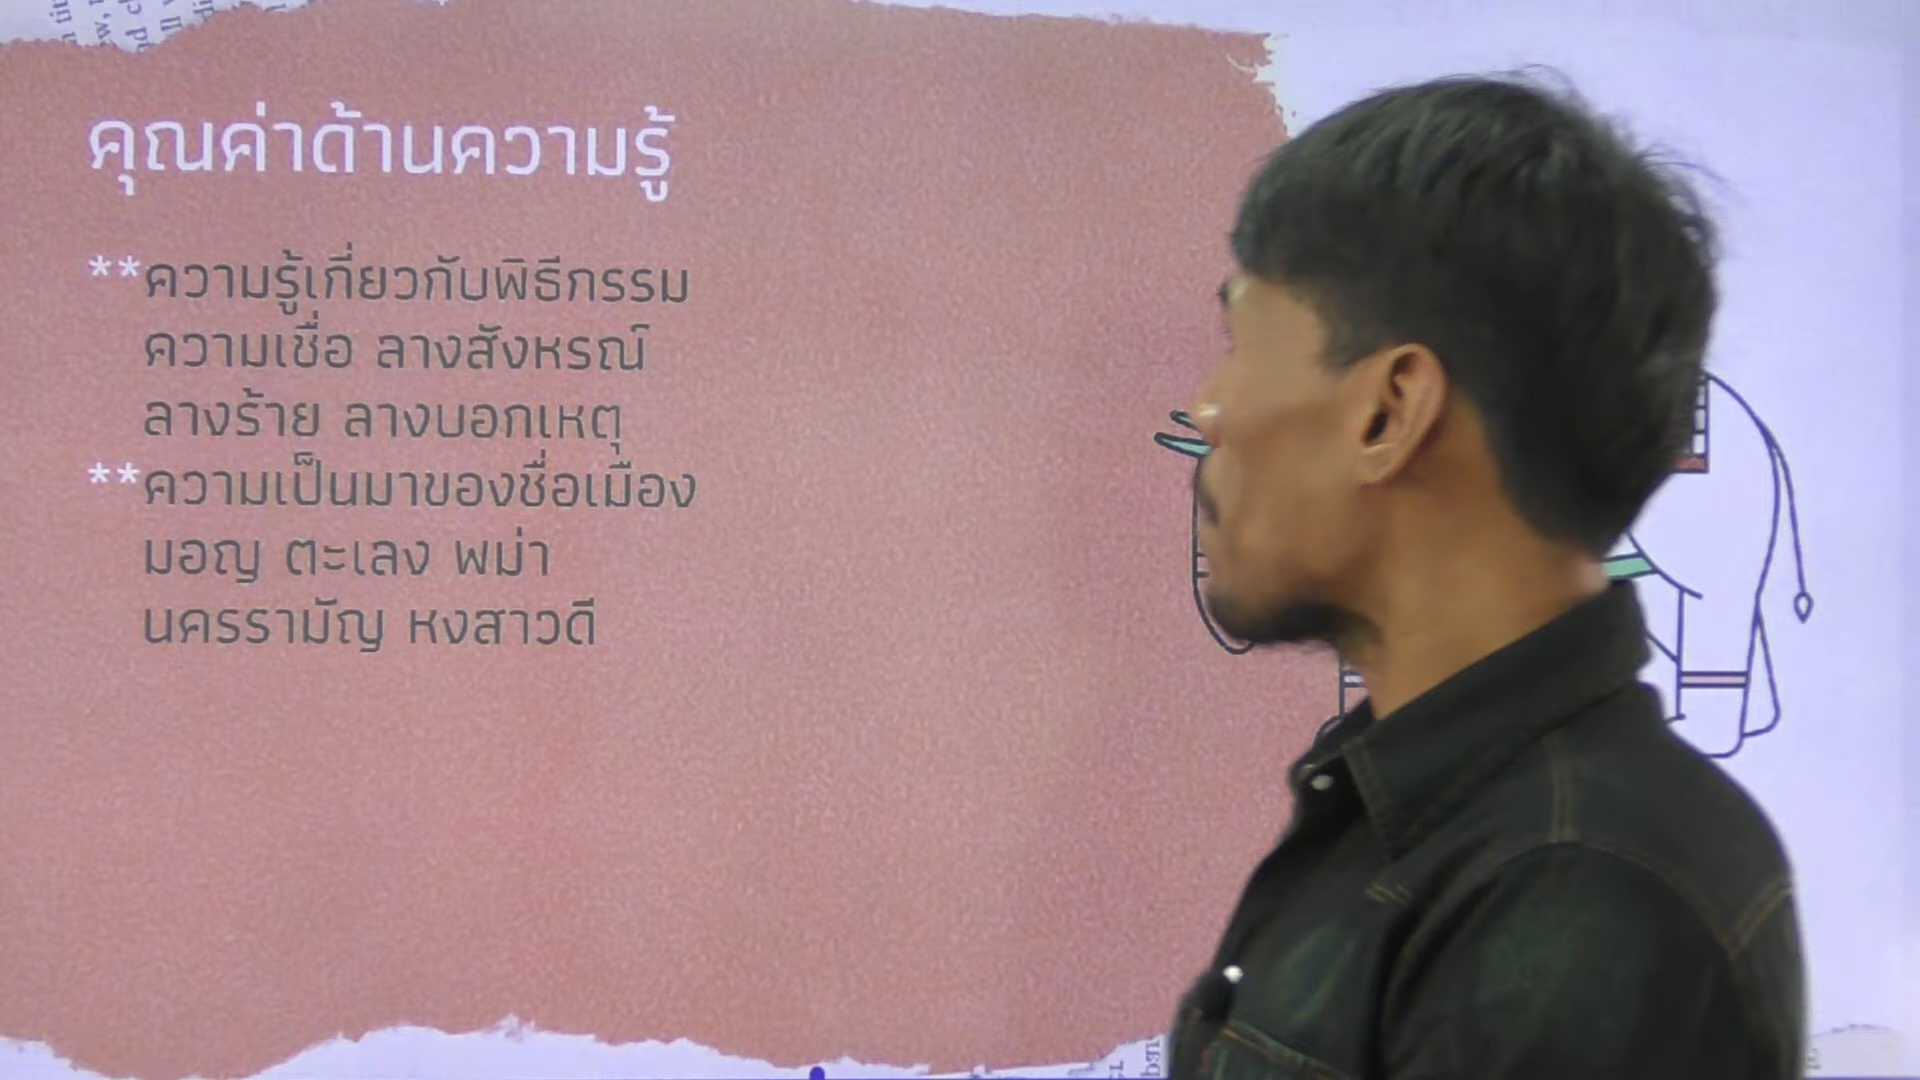 คุณค่าด้านความรู้
**ความรู้เกี่ยวกับพิธีกรรม
ความเชื่อ ลางสังหรณ์
ลางร้าย ลางบอกเหตุ
**ความเป็นมาของชื่อเมือง
มอญ ตะเลง พม่า
นครรามัญ หงสาวดี